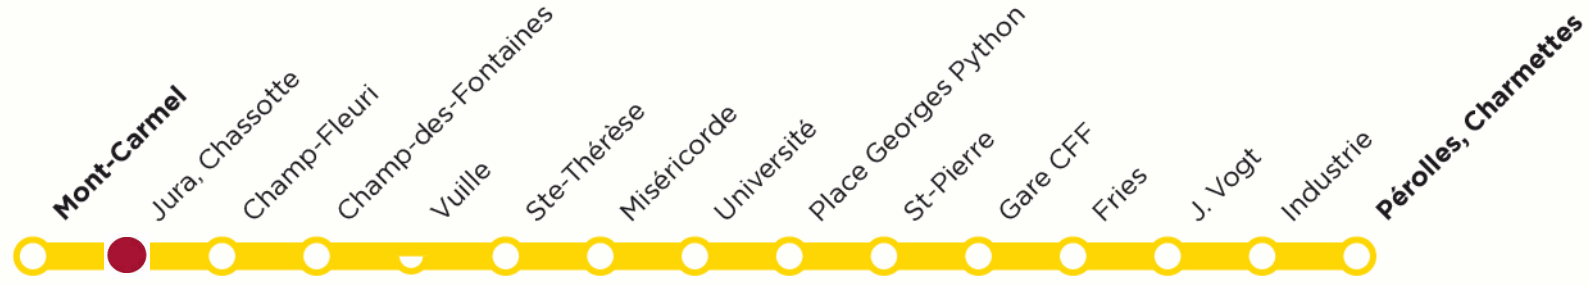 Mont-Carmel
Jura, Chassotte
Champ-Fleuri
Champ-des-Fontaines
Vuille
Ste-Thérèse
Miséricorde
Université
Place Georges Python
St-Pierre
Gare CFF
Fries
J. Vogt
Industrie
Pérolles, Charmettes